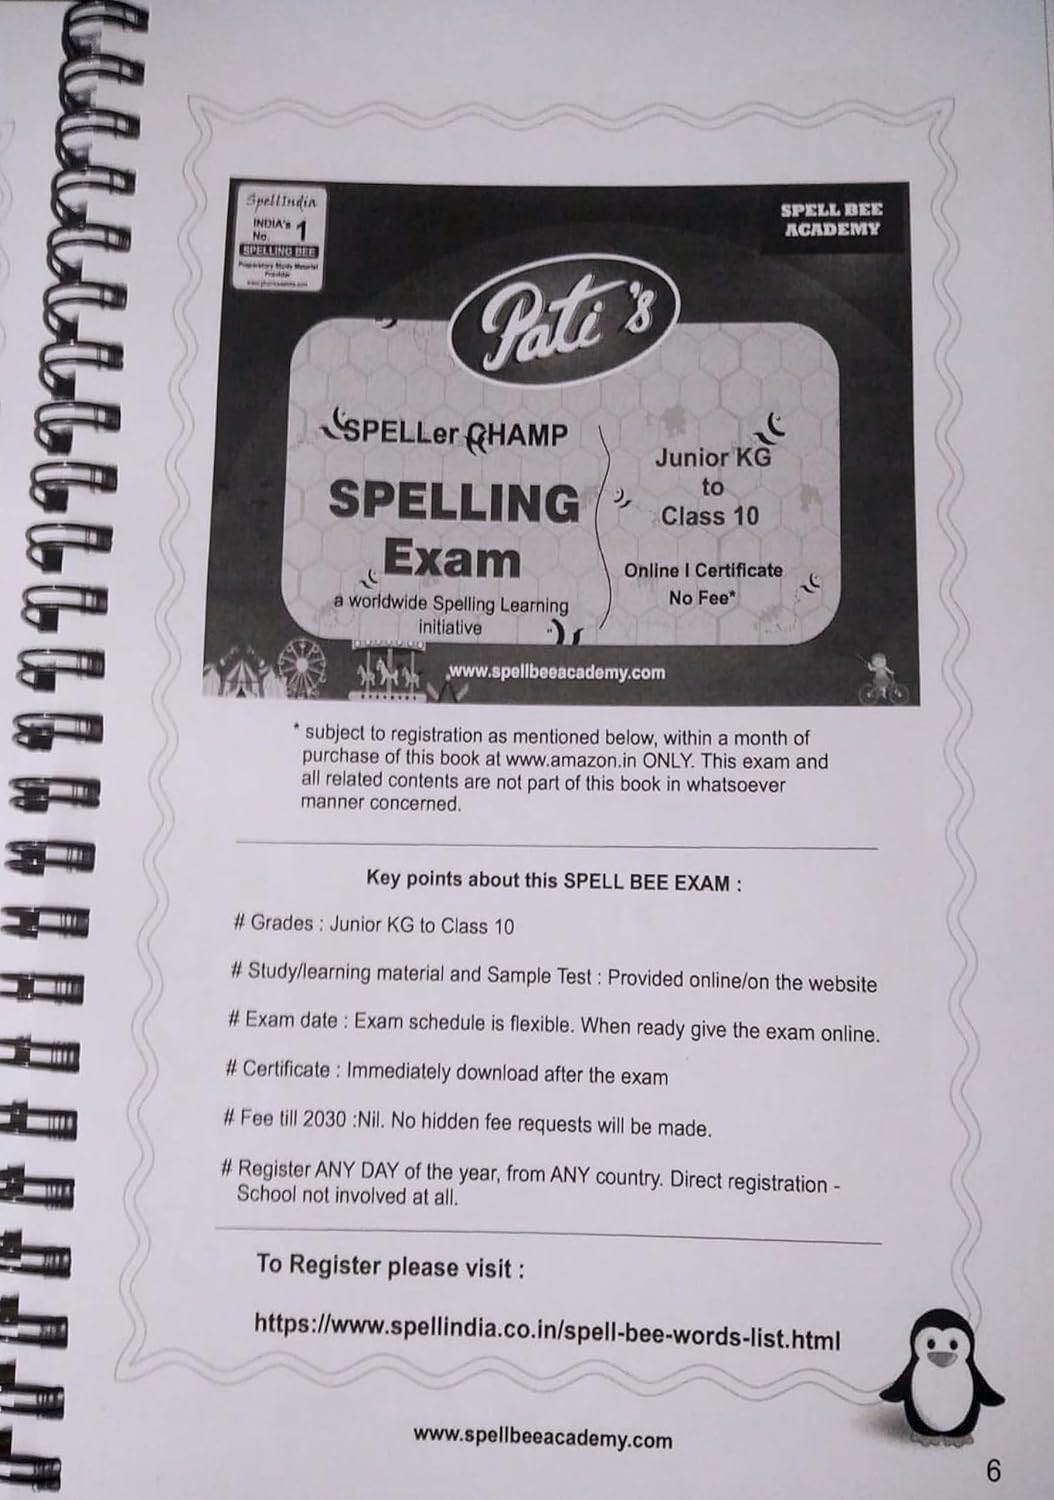 SpellIndia
INDIA's
No. 1
SPELLING BEE
Preparatory Study Material
Provider
SPELL BEE
ACADEMY
Pati's
SPELLer CHAMP
SPELLING
Exam
a worldwide Spelling Learning
initiative
Junior KG
to
Class 10
Online I Certificate
No Fee*
www.spellbeeacademy.com
* subject to registration as mentioned below, within a month of
purchase of this book at www.amazon.in ONLY. This exam and
all related contents are not part of this book in whatsoever
manner concerned.
Key points about this SPELL BEE EXAM :
# Grades : Junior KG to Class 10
# Study/learning material and Sample Test : Provided online/on the website
# Exam date : Exam schedule is flexible. When ready give the exam online.
# Certificate : Immediately download after the exam
# Fee till 2030 :Nil. No hidden fee requests will be made.
# Register ANY DAY of the year, from ANY country. Direct registration -
School not involved at all.
To Register please visit :
https://www.spellindia.co.in/spell-bee-words-list.html
www.spellbeeacademy.com
6